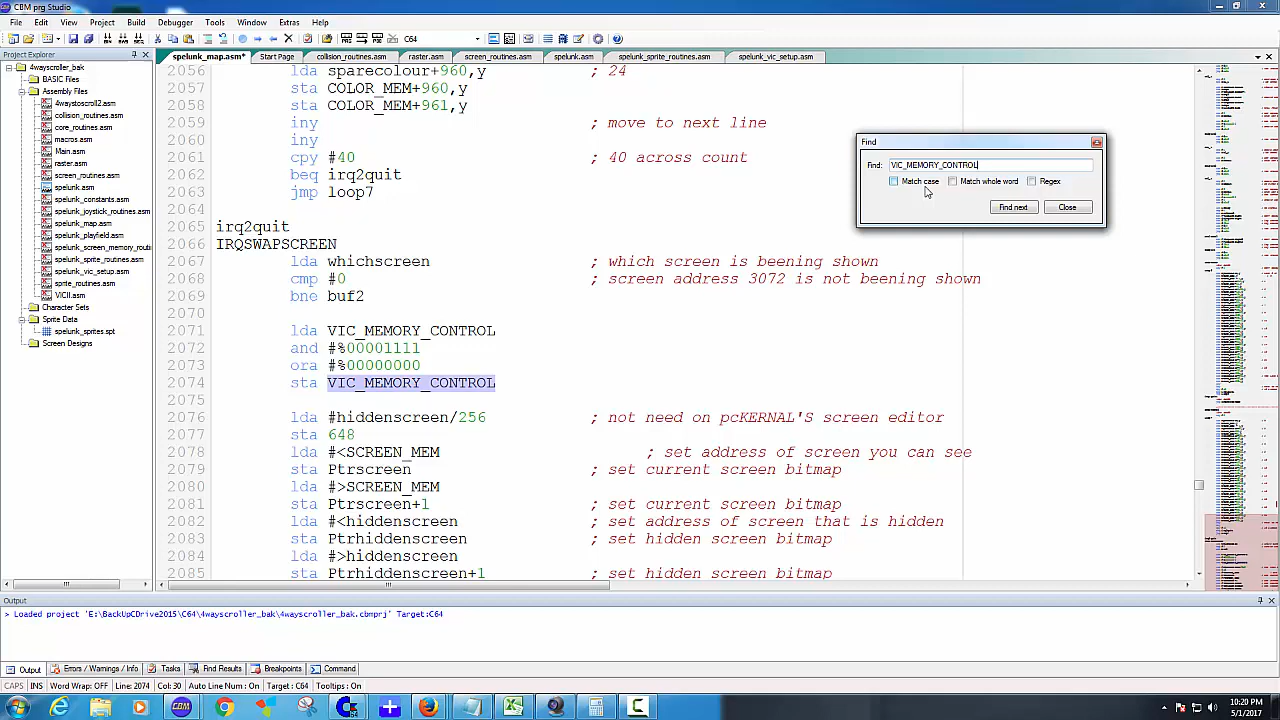 CBM prg Studio
File Edit View Project Build Debugger Tools Window Extras Help
C64
Project Explorer
spelunk_map.asm* Start Page collision_routines.asm raster.asm screen_routines.asm spelunk.asm spelunk_sprite_routines.asm spelunk_vic_setup.asm
4wayscroller_bak
BASIC Files
Assembly Files
4waystoscroll2.asm
collision_routines.asm
core_routines.asm
macros.asm
Main.asm
raster.asm
screen_routines.asm
spelunk.asm
spelunk_constants.asm
spelunk_joystick_routines.asm
spelunk_map.asm
spelunk_playfield.asm
spelunk_screen_memory_routi
spelunk_sprite_routines.asm
spelunk_vic_setup.asm
sprite_routines.asm
VICII.asm
Character Sets
Sprite Data
spelunk_sprites.spt
Screen Designs
2056 lda sparecolour+960,y ; 24
2057 sta COLOR_MEM+960,y
2058 sta COLOR_MEM+961,y
2059 iny ; move to next line
2060 iny
2061 cpy #40 ; 40 across count
2062 beq irq2quit
2063 jmp loop7
2064
2065 irq2quit
2066 IRQSWAPSCREEN
2067 lda whichscreen ; which screen is beening shown
2068 cmp #0 ; screen address 3072 is not beening shown
2069 bne buf2
2070
2071 lda VIC_MEMORY_CONTROL
2072 and #%00001111
2073 ora #%00000000
2074 sta VIC_MEMORY_CONTROL
2075
2076 lda #hiddenscreen/256 ; not need on pcKERNAL'S screen editor
2077 sta 648
2078 lda #<SCREEN_MEM ; set address of screen you can see
2079 sta Ptrscreen ; set current screen bitmap
2080 lda #>SCREEN_MEM
2081 sta Ptrscreen+1 ; set current screen bitmap
2082 lda #<hiddenscreen ; set address of screen that is hidden
2083 sta Ptrhiddenscreen ; set hidden screen bitmap
2084 lda #>hiddenscreen
2085 sta Ptrhiddenscreen+1 ; set hidden screen bitmap
Find
Find: VIC_MEMORY_CONTROL
Match case Match whole word Regex
Find next Close
Output
> Loaded project 'E:\BackUpCDrive2015\C64\4wayscroller_bak\4wayscroller_bak.cbmprj' Target:C64
Output Errors / Warnings / Info Tasks Find Results Breakpoints Command
CAPS INS Word Wrap: OFF Line: 2074 Col: 30 Auto Line Num : On Target : C64 Tooltips : On
10:20 PM
5/1/2017